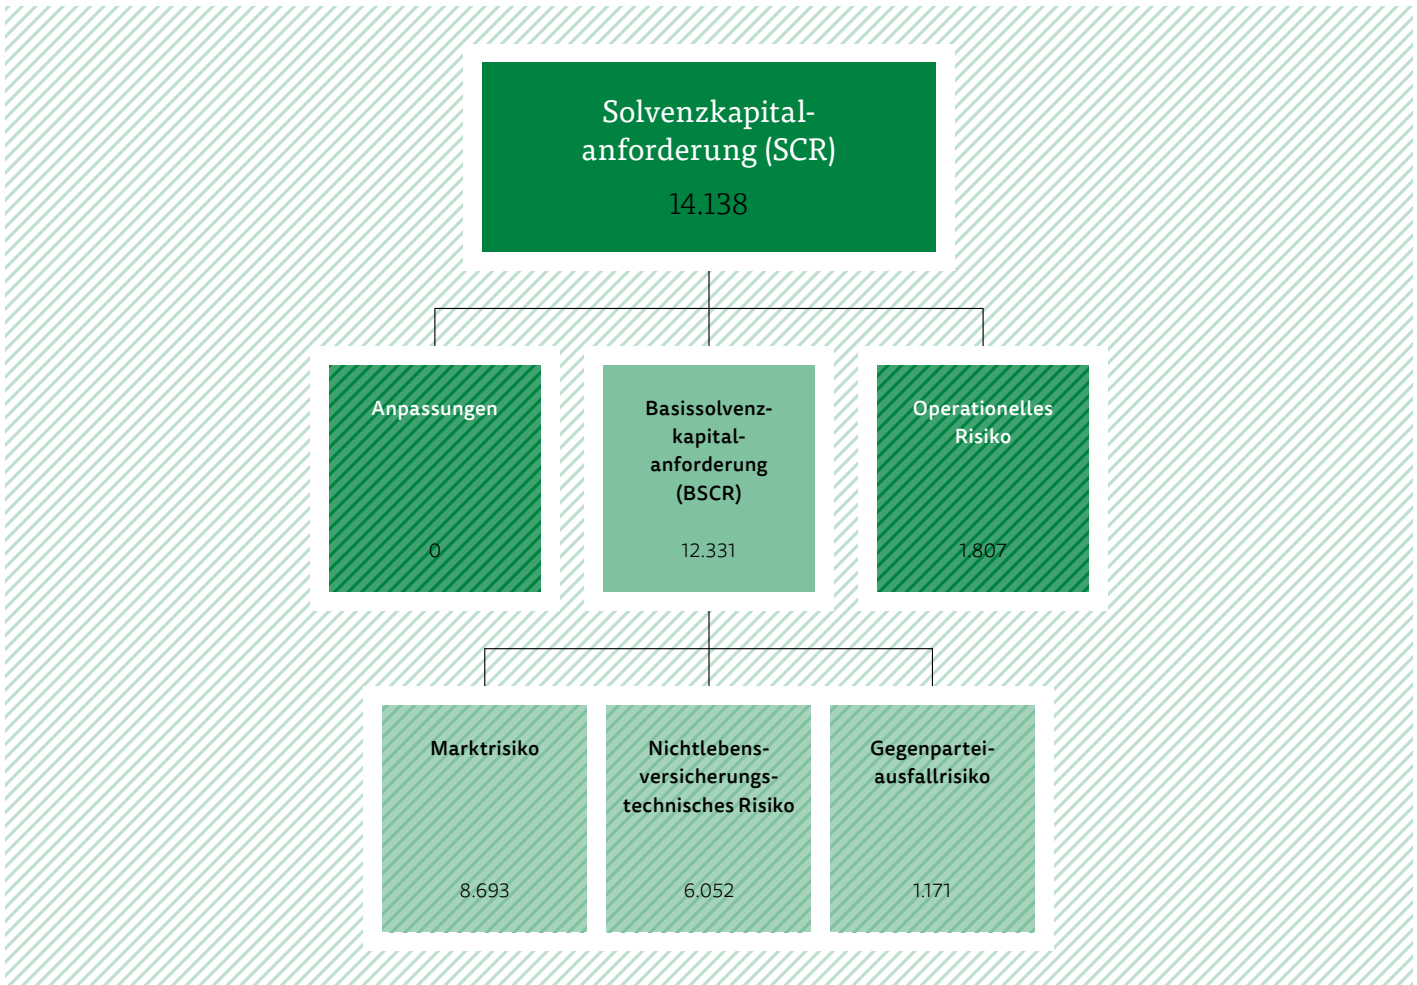 Solvenzkapital-
anforderung (SCR)
14.138
Anpassungen
0
Basissolvenz-
kapital-
anforderung
(BSCR)
12.331
Operationelles
Risiko
1.807
Marktrisiko
8.693
Nichtlebens-
versicherungs-
technisches Risiko
6.052
Gegenpartei-
ausfallrisiko
1.171